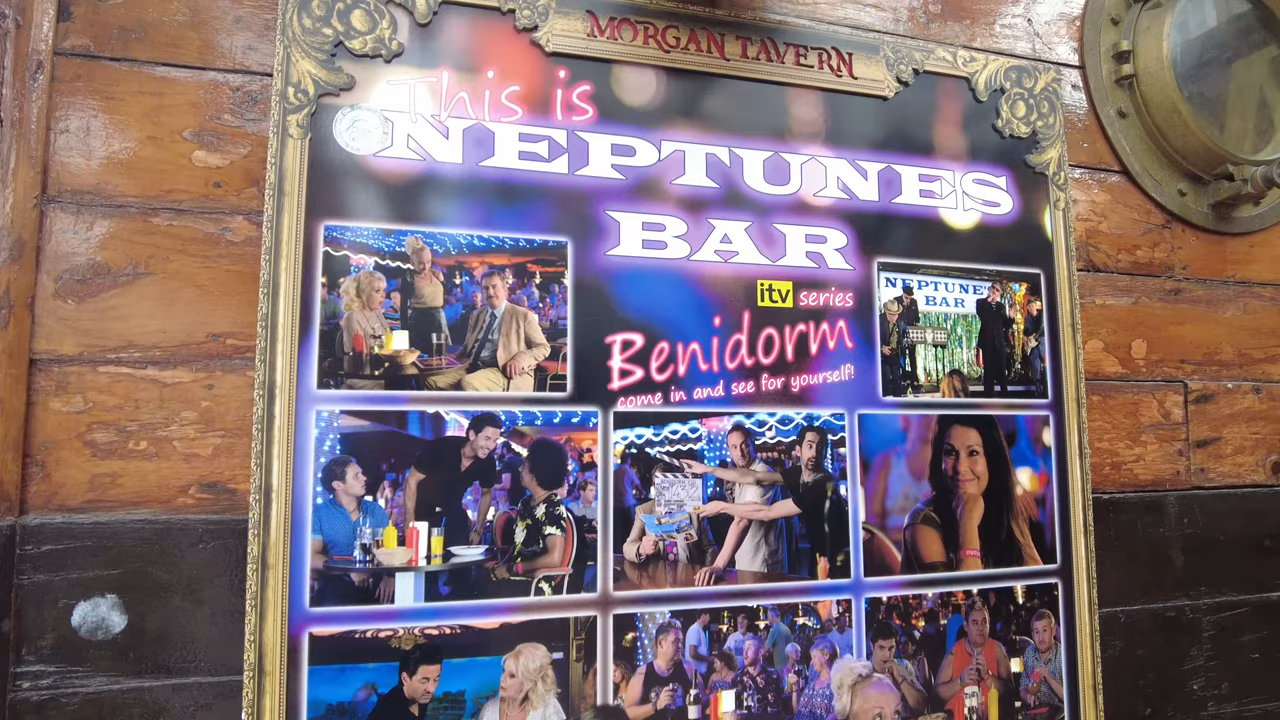 MORGAN TAVERN
This is
NEPTUNES
BAR
itv series
Benidorm
come in and see for yourself!
NEPTUNE'S
BAR